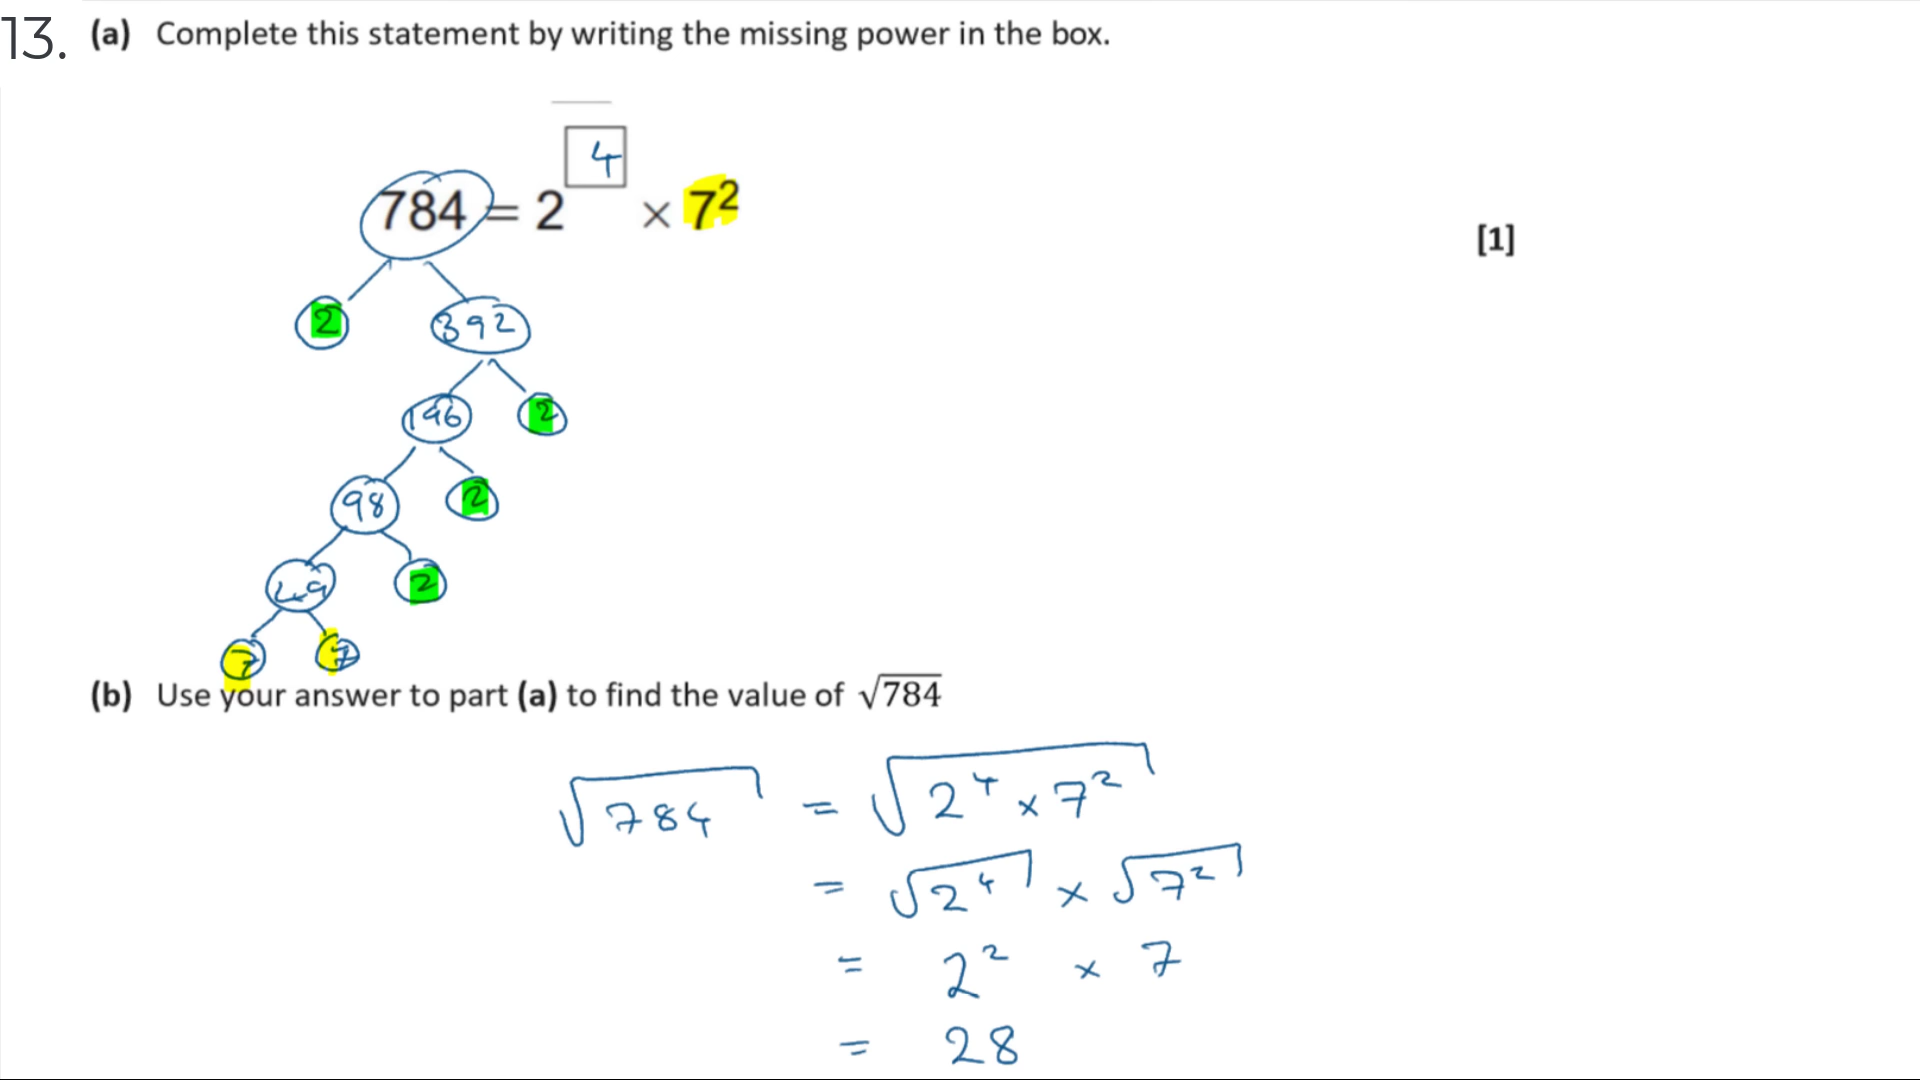 13. (a) Complete this statement by writing the missing power in the box.
4
784 = 2 × 7²
[1]
2 392
196 2
98 2
49 2
7 7
(b) Use your answer to part (a) to find the value of √784
√784 = √2⁴ × 7²
= √2⁴ × √7²
= 2² × 7
= 28